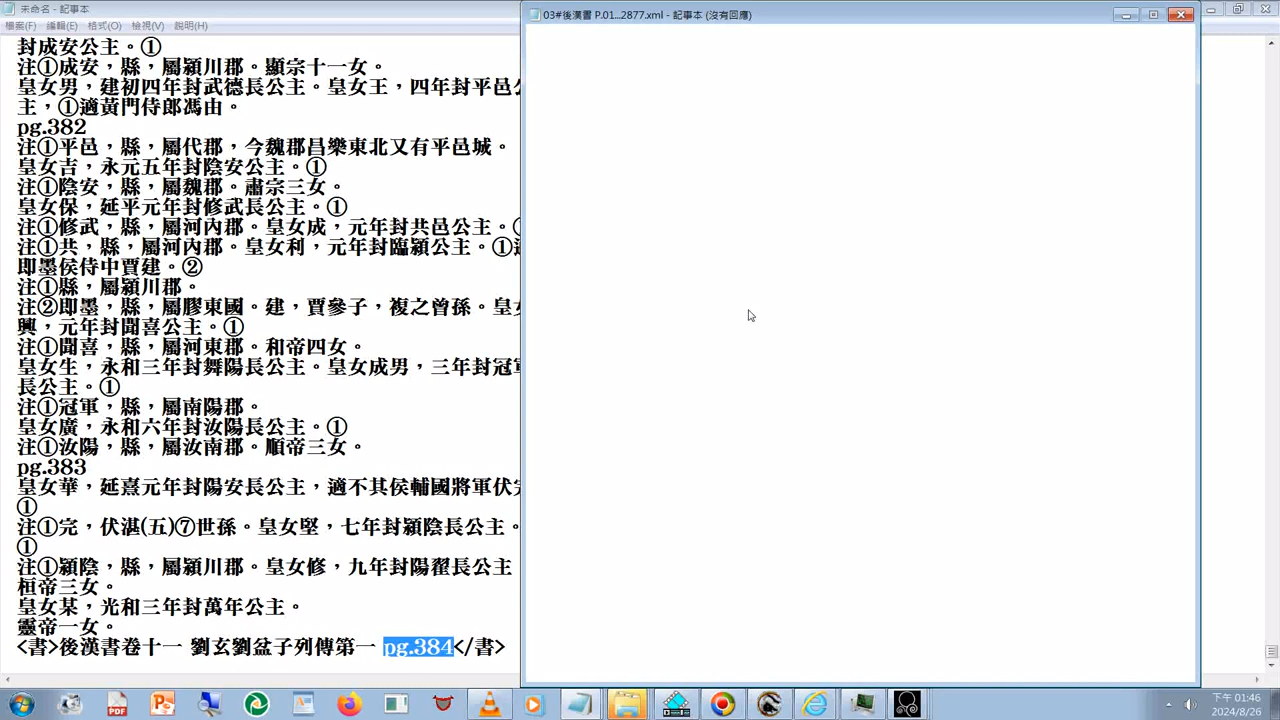 未命名 - 記事本
檔案(F) 編輯(E) 格式(O) 檢視(V) 說明(H)
封成安公主。①
注①成安，縣，屬潁川郡。顯宗十一女。
皇女男，建初四年封武德長公主。皇女王，四年封平邑公
主，①適黃門侍郎馮由。
pg.382
注①平邑，縣，屬代郡，今魏郡昌樂東北又有平邑城。
皇女吉，永元五年封陰安公主。①
注①陰安，縣，屬魏郡。肅宗三女。
皇女保，延平元年封修武長公主。①
注①修武，縣，屬河內郡。皇女成，元年封共邑公主。
注①共，縣，屬河內郡。皇女利，元年封臨潁公主。①適
即墨侯侍中賈建。②
注①縣，屬潁川郡。
注②即墨，縣，屬膠東國。建，賈參子，複之曾孫。皇女
興，元年封聞喜公主。①
注①聞喜，縣，屬河東郡。和帝四女。
皇女生，永和三年封舞陽長公主。皇女成男，三年封冠軍
長公主。①
注①冠軍，縣，屬南陽郡。
皇女廣，永和六年封汝陽長公主。①
注①汝陽，縣，屬汝南郡。順帝三女。
pg.383
皇女華，延熹元年封陽安長公主，適不其侯輔國將軍伏完
①
注①完，伏湛(五)⑦世孫。皇女堅，七年封潁陰長公主。
①
注①潁陰，縣，屬潁川郡。皇女修，九年封陽翟長公主
桓帝三女。
皇女某，光和三年封萬年公主。
靈帝一女。
<書>後漢書卷十一 劉玄劉盆子列傳第一 pg.384</書>
03#後漢書 P.01...2877.xml - 記事本 (沒有回應)
下午 01:46
2024/8/26